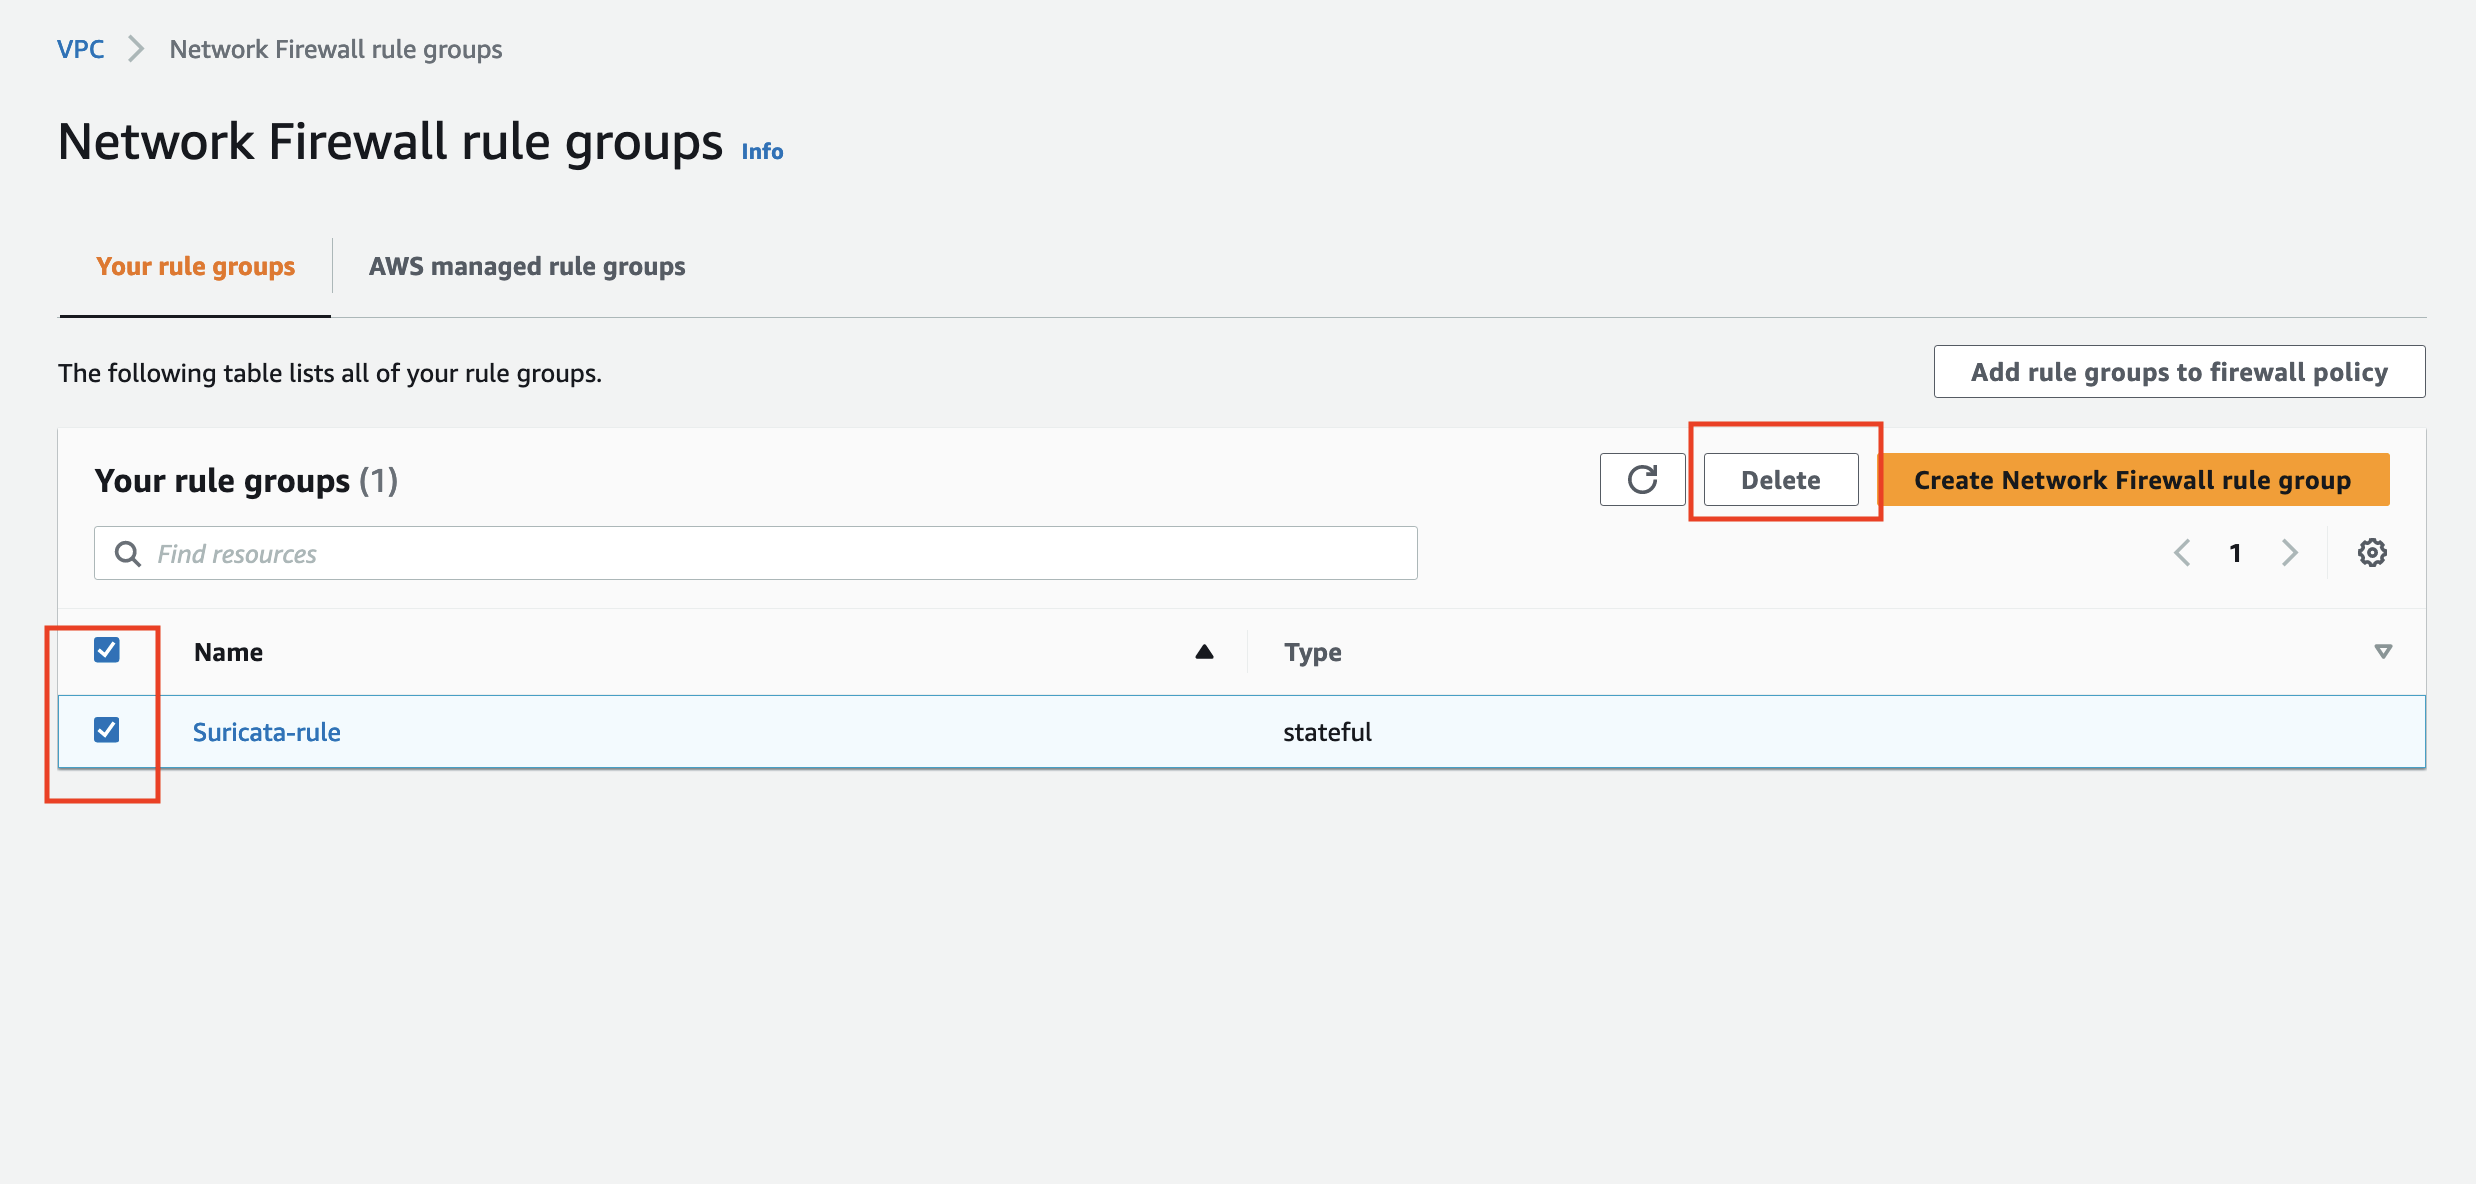 VPC > Network Firewall rule groups
Network Firewall rule groups Info
Your rule groups AWS managed rule groups
The following table lists all of your rule groups. Add rule groups to firewall policy
Your rule groups (1) Delete Create Network Firewall rule group
Find resources 1
Name Type
Suricata-rule stateful